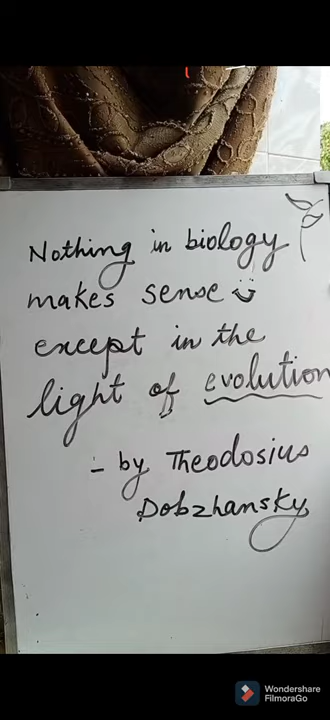 Nothing in biology
makes sense
except in the
light of evolution
- by Theodosius
Dobzhansky
Wondershare
FilmoraGo